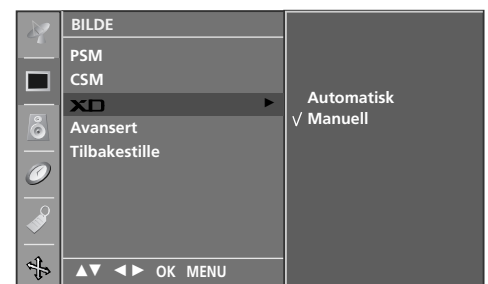 BILDE
PSM
CSM
XD ►
Avansert
Tilbakestille
Automatisk
√ Manuell
▲▼ ◄► OK MENU